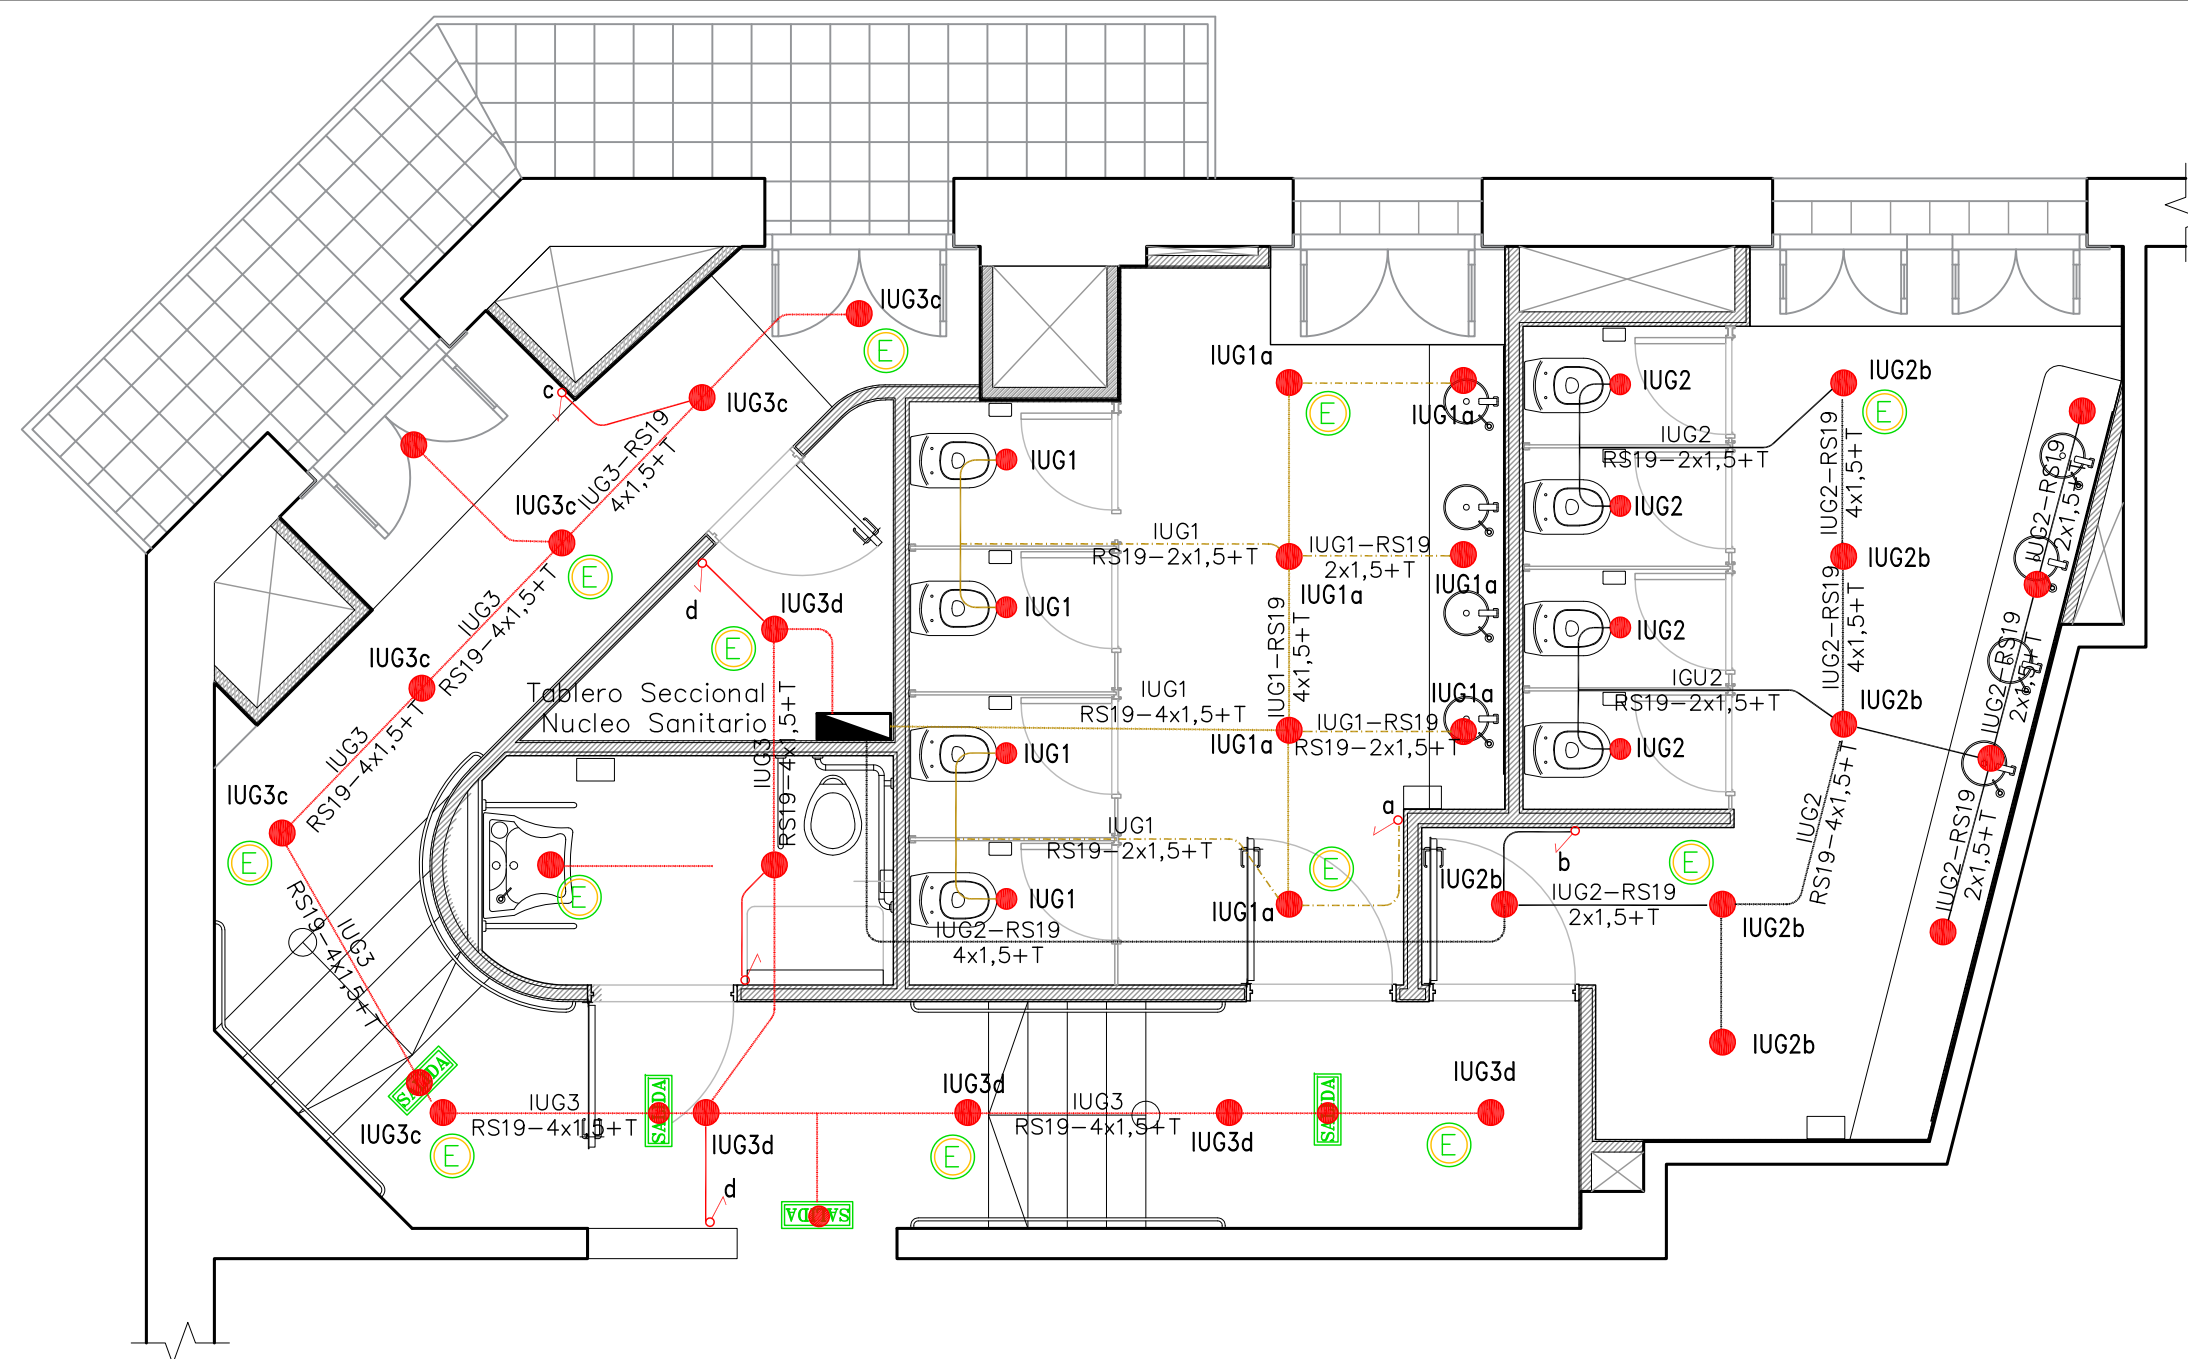 IUG3c
E
IUG3c
c
IUG3-RS19
4x1,5+T
IUG3c
E
IUG3
RS19-4x1,5+T
IUG3c
IUG3
RS19-4x1,5+T
IUG3c
E
IUG3
RS19-4x1,5+T
IUG3d
d
E
Tablero Seccional
Nucleo Sanitario
IUG3
RS19-4x1,5+T
E
IUG1
IUG1
IUG1
IUG1
IUG1
RS19-2x1,5+T
IUG1
RS19-4x1,5+T
IUG1
RS19-2x1,5+T
IUG2-RS19
4x1,5+T
IUG1a
E
IUG1a
IUG1-RS19
2x1,5+T
IUG1a
IUG1a
IUG1-RS19
4x1,5+T
IUG1a
IUG1a
IUG1-RS19
RS19-2x1,5+T
a
E
IUG1a
IUG2
IUG2
IUG2
IUG2
IUG2
RS19-2x1,5+T
IGU2
RS19-2x1,5+T
IUG2b
E
IUG2-RS19
4x1,5+T
IUG2b
IUG2-RS19
4x1,5+T
IUG2b
IUG2-RS19
2x1,5+T
IUG2-RS19
2x1,5+T
IUG2-RS19
2x1,5+T
IUG2
RS19-4x1,5+T
b
E
IUG2b
IUG2-RS19
2x1,5+T
IUG2b
IUG2b
SALIDA
IUG3c
E
IUG3
RS19-4x1,5+T
SALIDA
IUG3d
d
SALIDA
IUG3d
E
IUG3
RS19-4x1,5+T
IUG3d
SALIDA
IUG3d
E